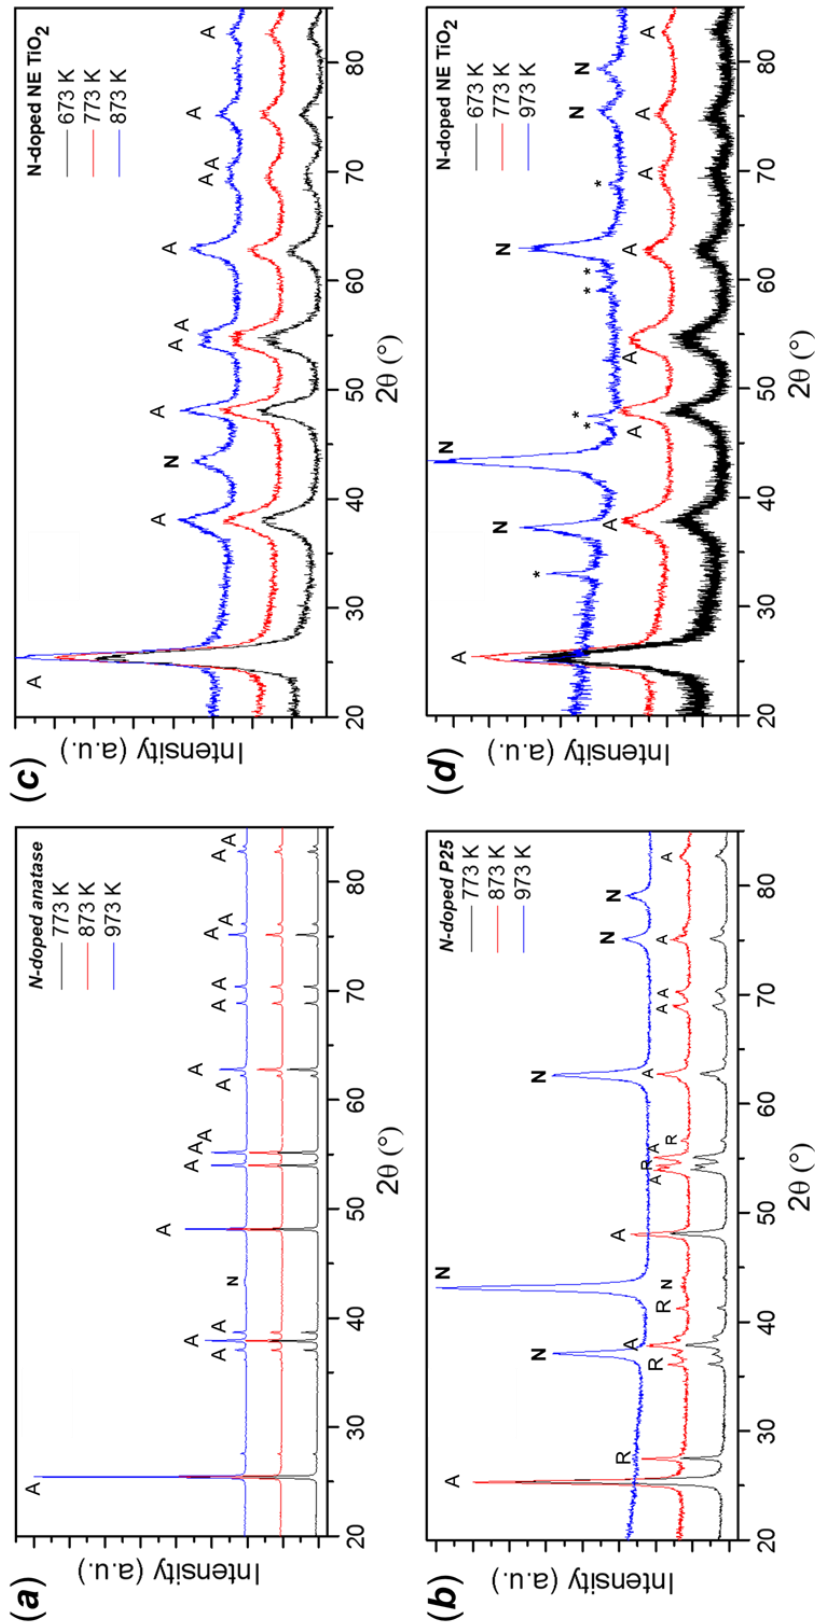 (a)
N-doped anatase
773 K
873 K
973 K
A
A A A
N
A
A A A
A A
A A
A A
A A
Intensity (a.u.)
20 30 40 50 60 70 80
2θ (°)
(c)
N-doped NE TiO2
673 K
773 K
873 K
A
A
N
A
A A
A
A A
A
A
Intensity (a.u.)
20 30 40 50 60 70 80
2θ (°)
(b)
N-doped P25
773 K
873 K
973 K
N
N
N
N
N
A
R
R
A
R
N
A
A
R
A
R
A
A A
A
A
Intensity (a.u.)
20 30 40 50 60 70 80
2θ (°)
(d)
N-doped NE TiO2
673 K
773 K
973 K
*
N
N
* *
* *
N
*
N
N
A
A
A
A
A
A
A
A
Intensity (a.u.)
20 30 40 50 60 70 80
2θ (°)